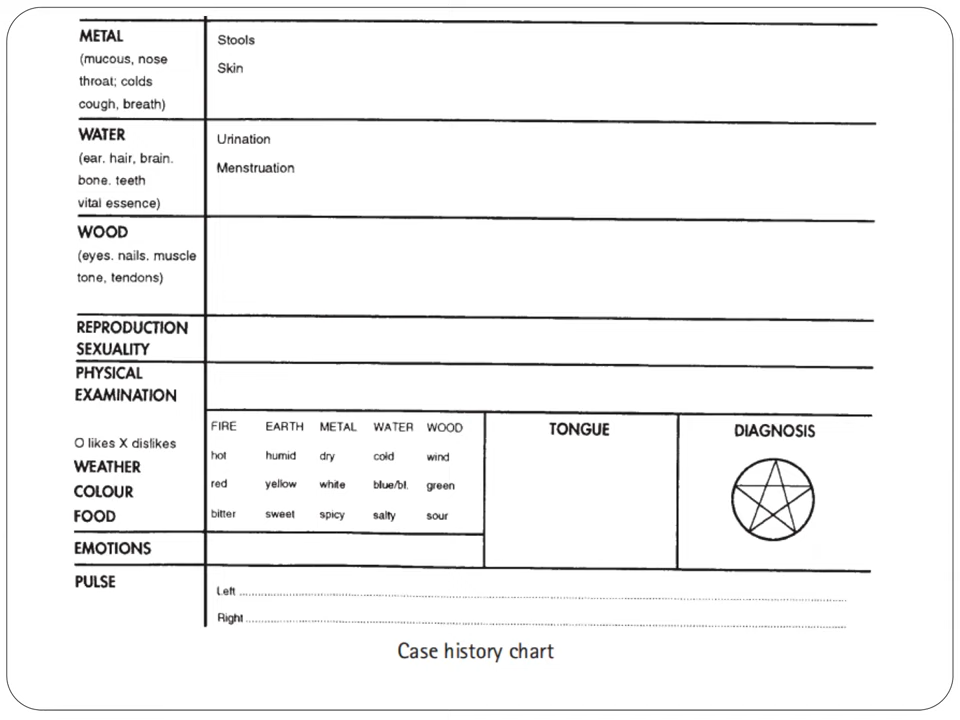 METAL
(mucous, nose
throat; colds
cough, breath)
Stools
Skin
WATER
(ear. hair, brain.
bone. teeth
vital essence)
Urination
Menstruation
WOOD
(eyes. nails. muscle
tone, tendons)
REPRODUCTION
SEXUALITY
PHYSICAL
EXAMINATION
O likes X dislikes
FIRE EARTH METAL WATER WOOD
WEATHER hot humid dry cold wind
COLOUR red yellow white blue/bl. green
FOOD bitter sweet spicy salty sour
TONGUE
DIAGNOSIS
EMOTIONS
PULSE
Left
Right
Case history chart